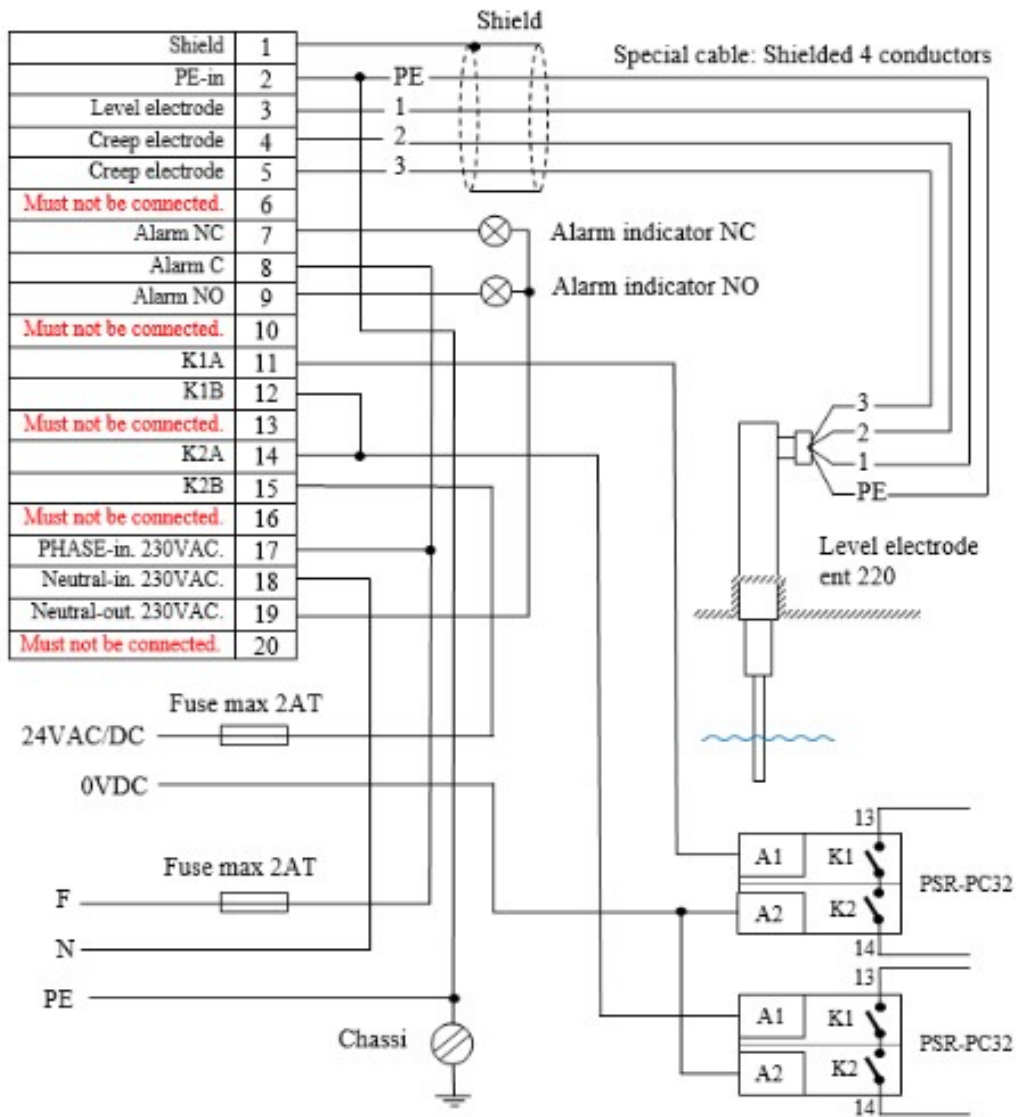 Shield
Special cable: Shielded 4 conductors
Shield 1
PE-in 2
PE
Level electrode 3
1
Creep electrode 4
2
Creep electrode 5
3
Must not be connected. 6
Alarm NC 7
Alarm indicator NC
Alarm C 8
Alarm NO 9
Alarm indicator NO
Must not be connected. 10
K1A 11
K1B 12
Must not be connected. 13
K2A 14
K2B 15
Must not be connected. 16
PHASE-in. 230VAC. 17
Neutral-in. 230VAC. 18
Neutral-out. 230VAC. 19
Must not be connected. 20
3
2
1
PE
Level electrode
ent 220
Fuse max 2AT
24VAC/DC
0VDC
Fuse max 2AT
F
N
PE
Chassi
13
A1 K1
PSR-PC32
A2 K2
14
13
A1 K1
PSR-PC32
A2 K2
14